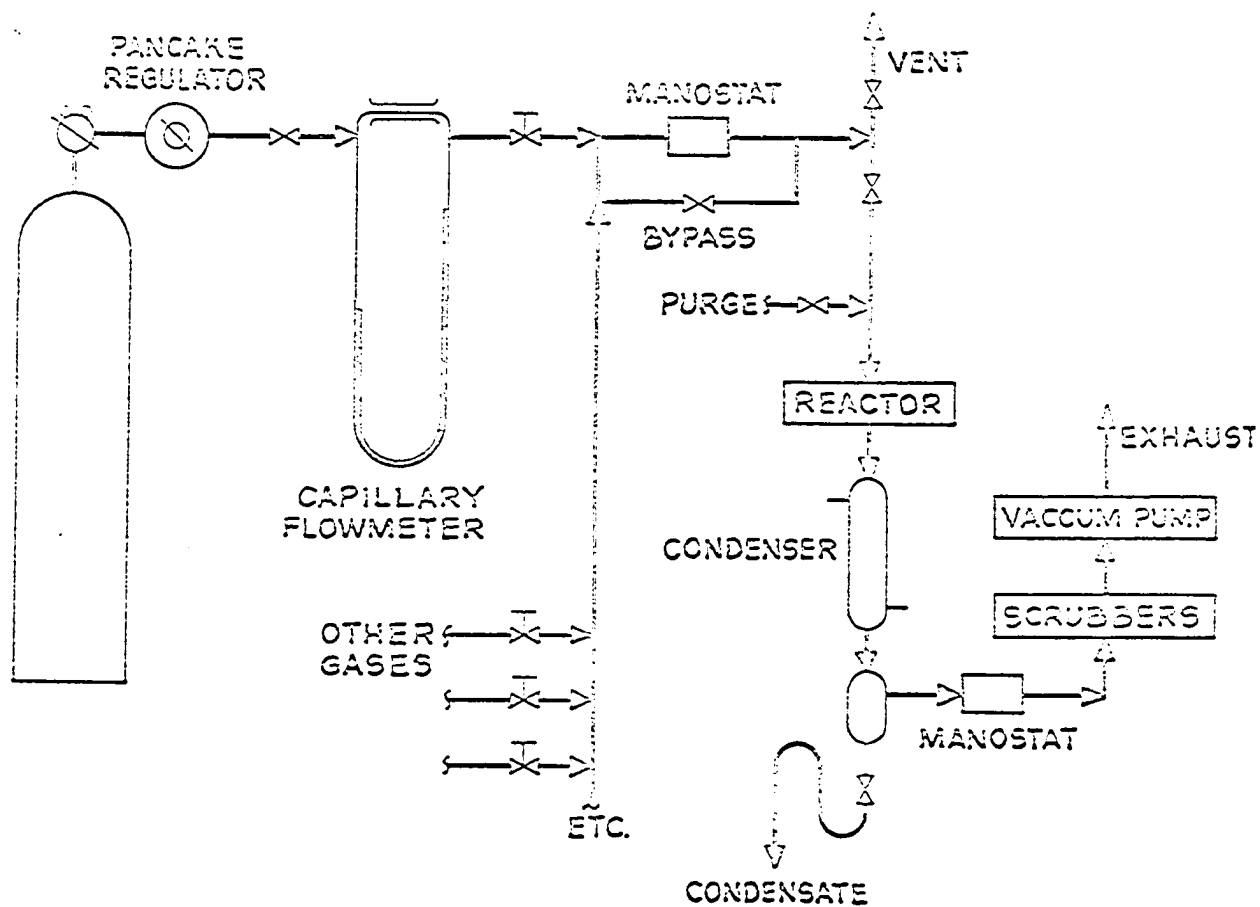 PANCAKE
REGULATOR
MANOSTAT
VENT
BYPASS
PURGE
REACTOR
EXHAUST
CAPILLARY
FLOWMETER
VACCUM PUMP
CONDENSER
SCRUBBERS
OTHER
GASES
MANOSTAT
ETC.
CONDENSATE